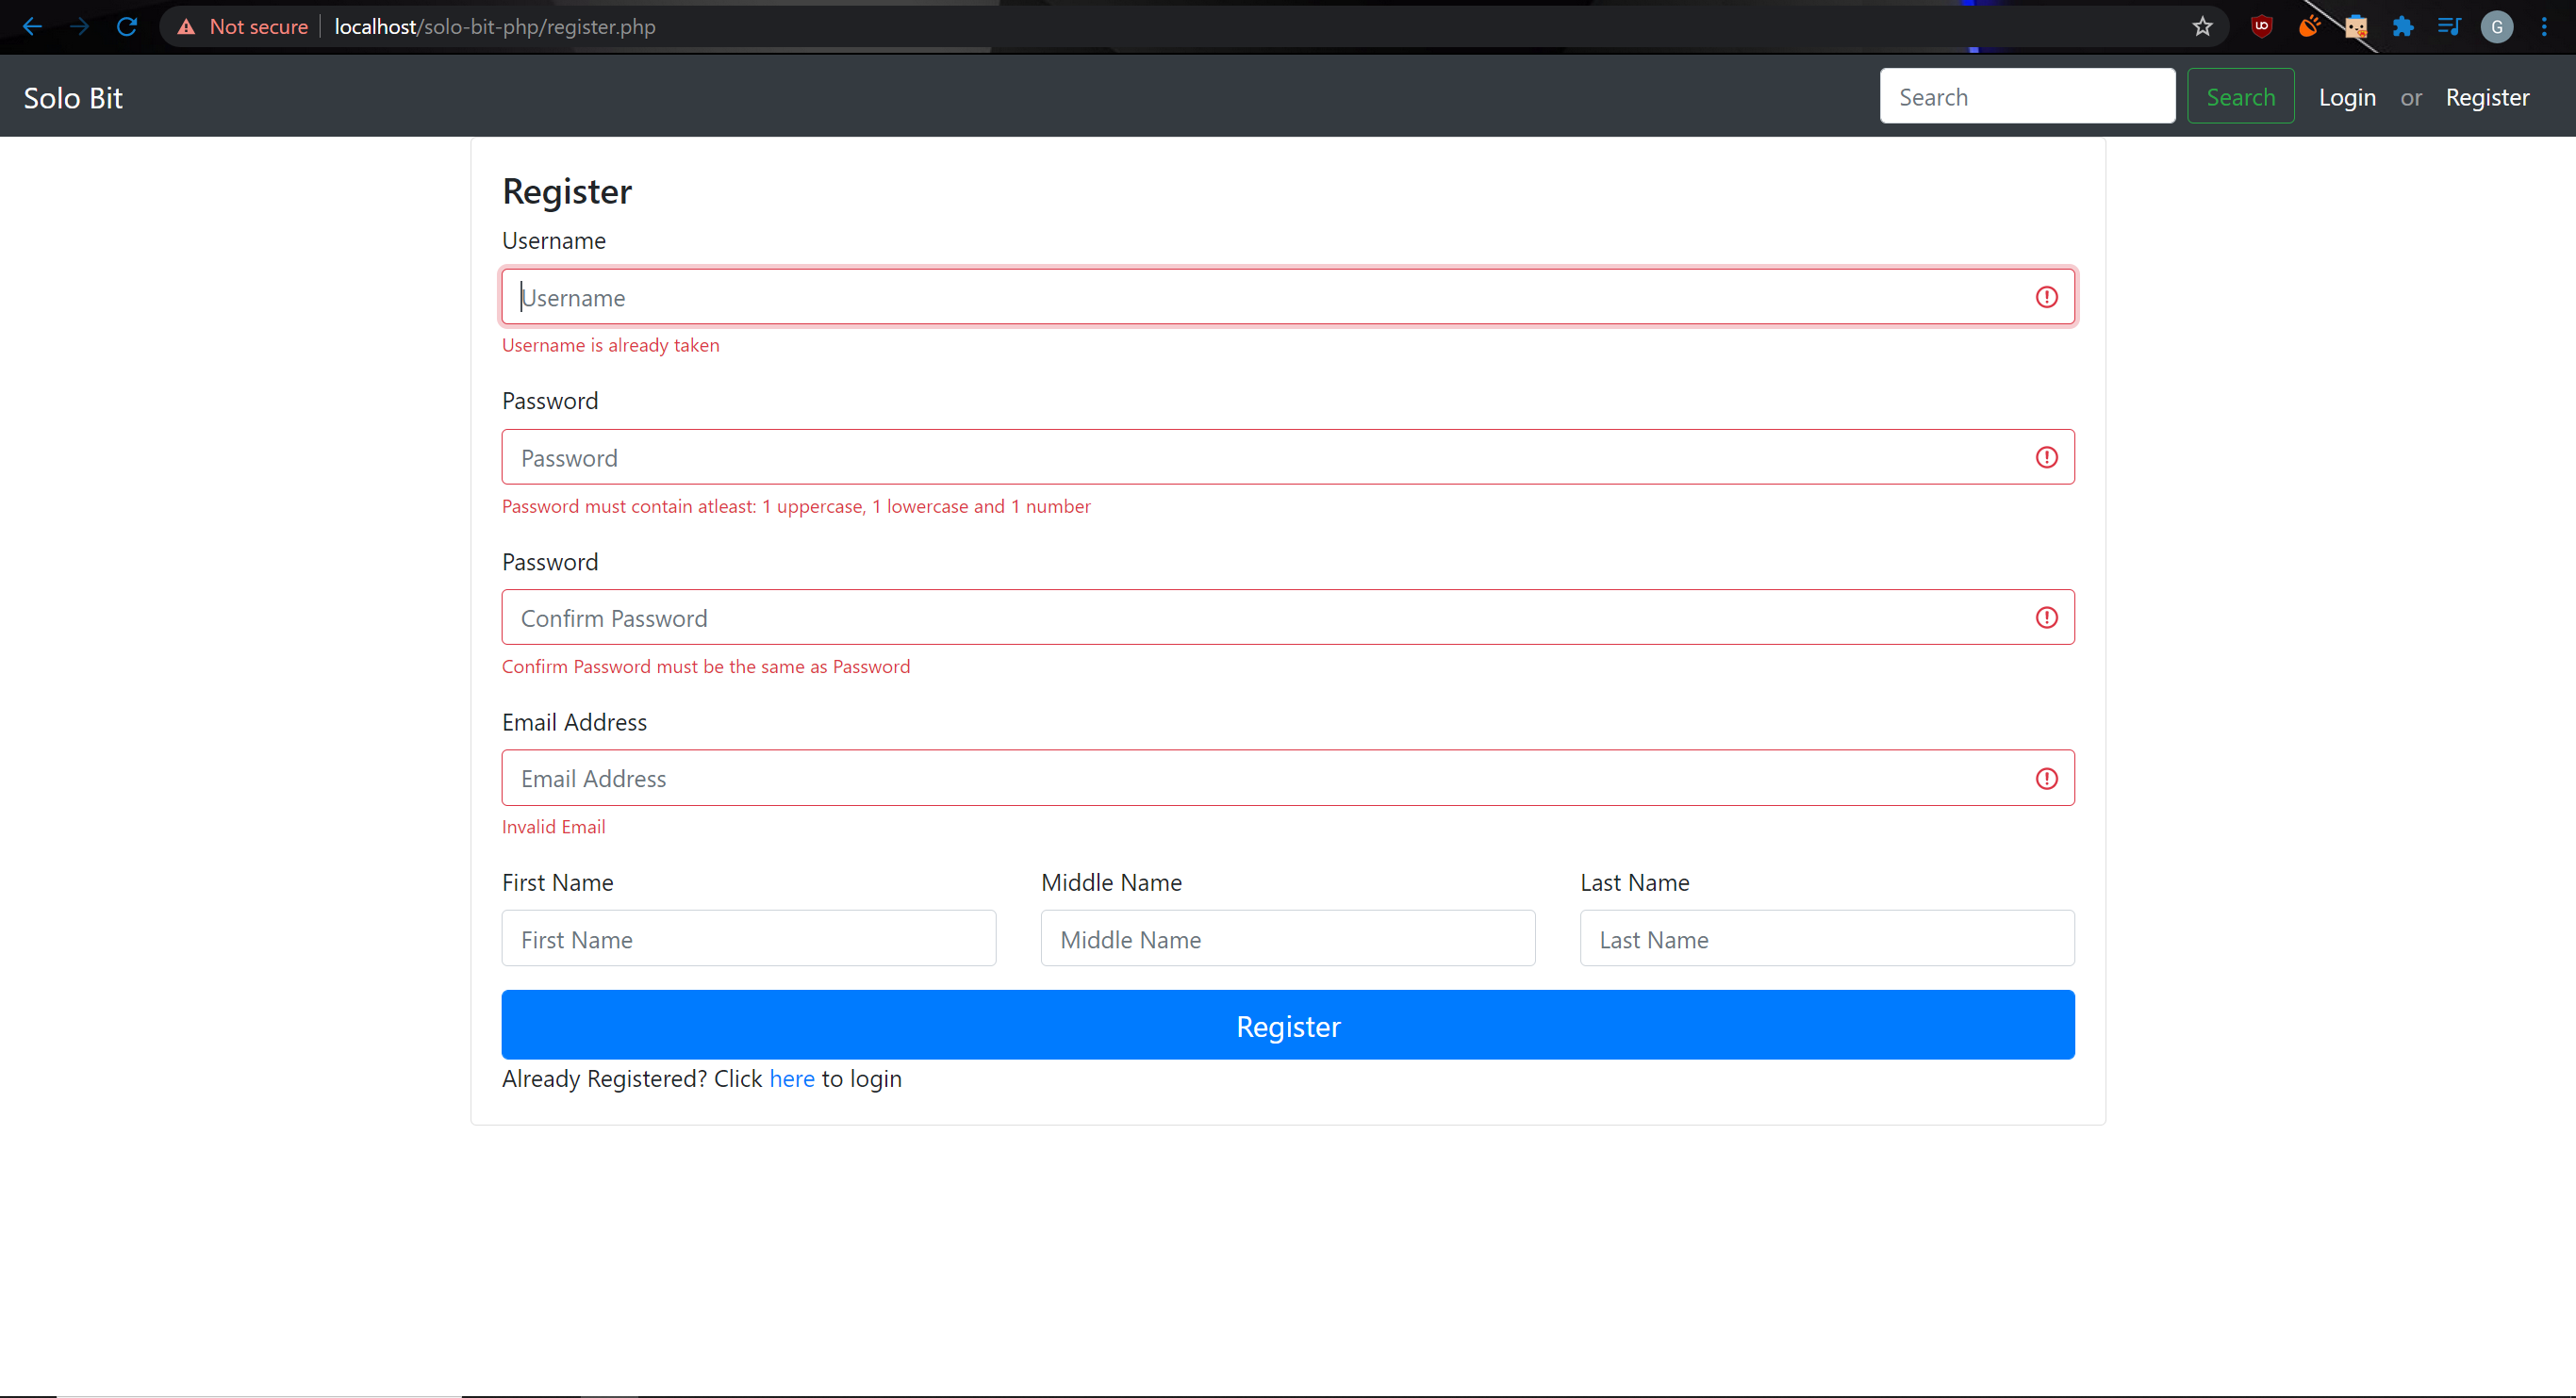 Not secure localhost/solo-bit-php/register.php
G
Solo Bit
Search Search Login or Register
Register
Username
Username
Username is already taken
Password
Password
Password must contain atleast: 1 uppercase, 1 lowercase and 1 number
Password
Confirm Password
Confirm Password must be the same as Password
Email Address
Email Address
Invalid Email
First Name Middle Name Last Name
First Name Middle Name Last Name
Register
Already Registered? Click here to login